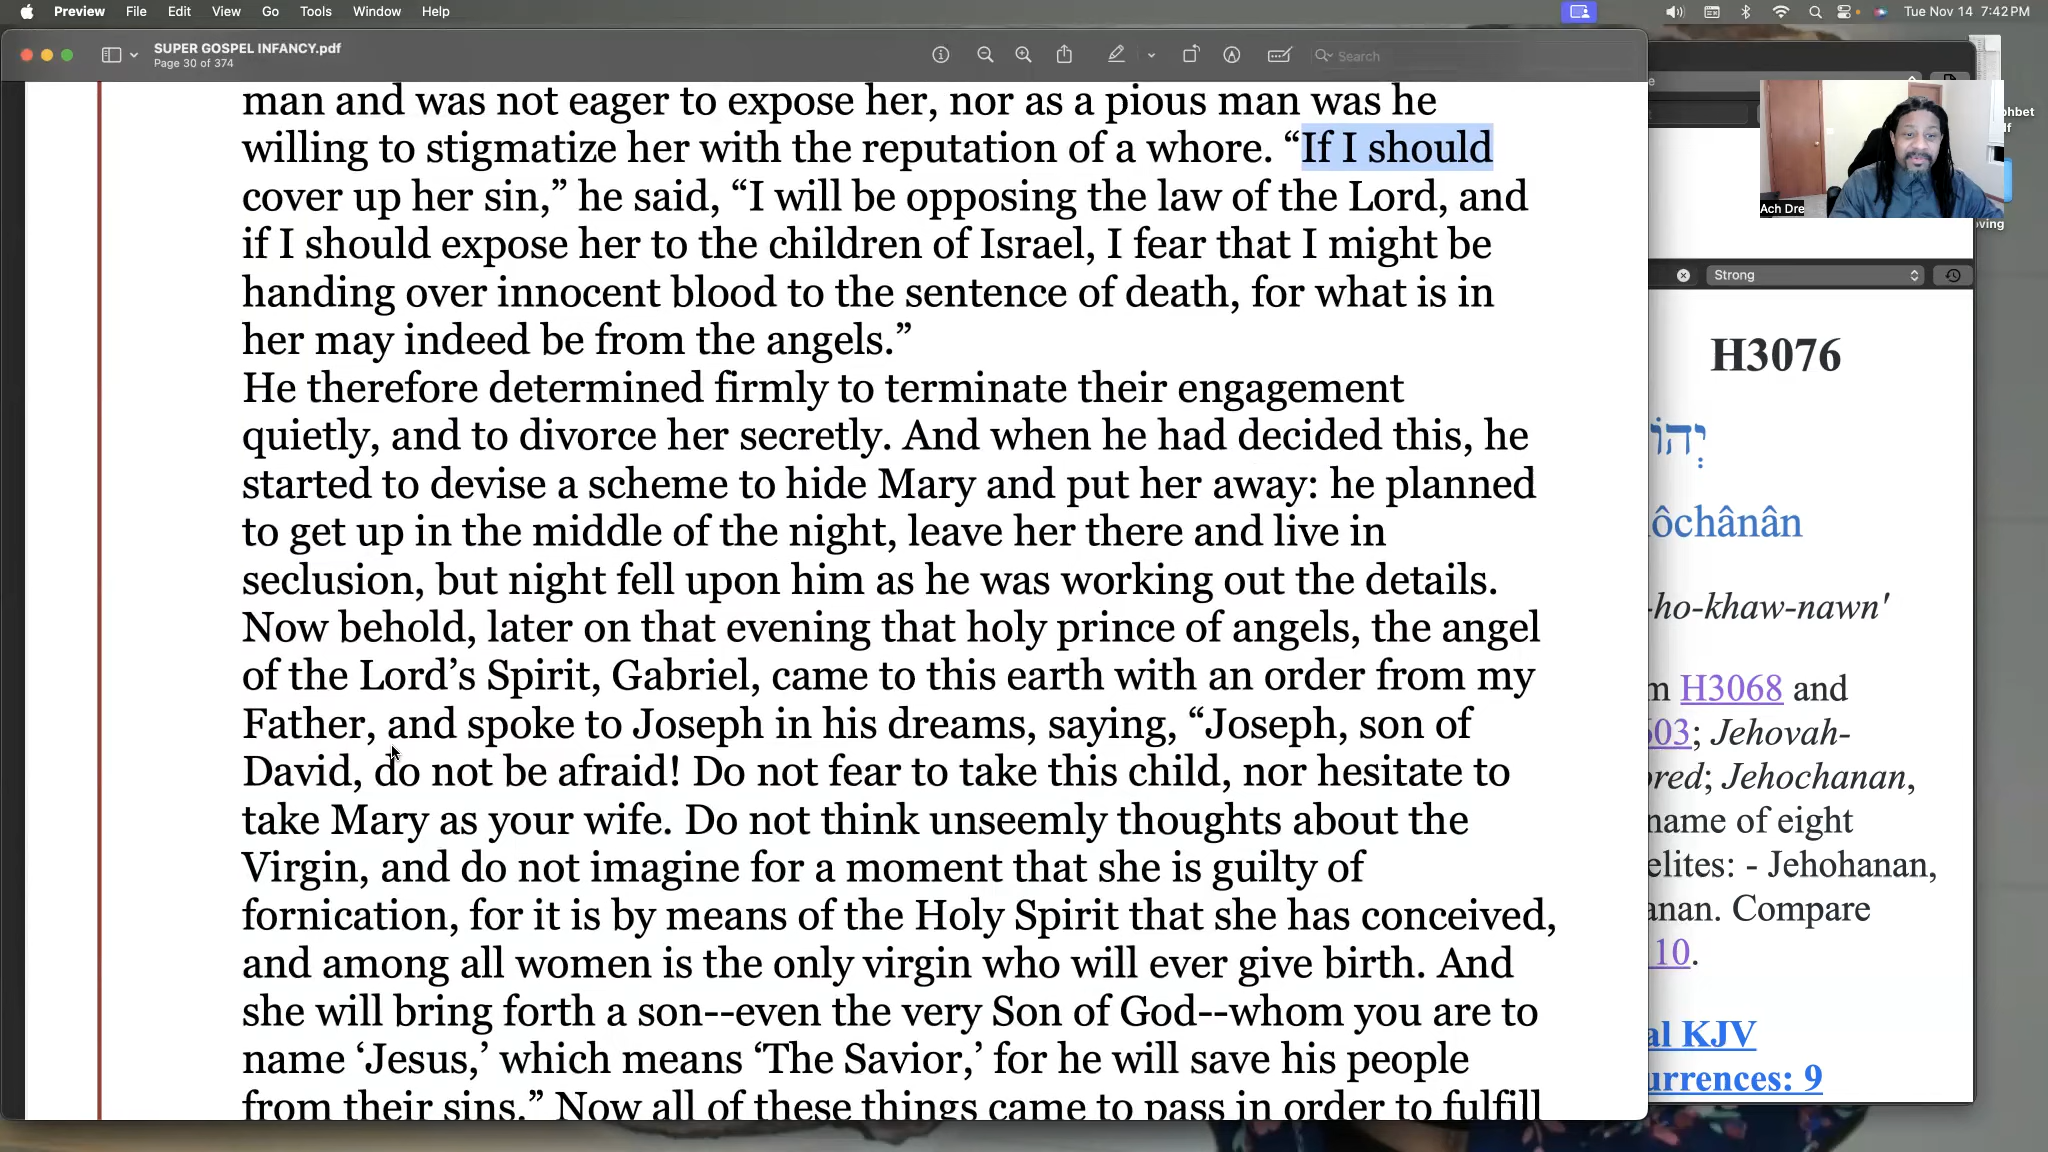 Preview File Edit View Go Tools Window Help
Tue Nov 14 7:42 PM
SUPER GOSPEL INFANCY.pdf
Page 30 of 374
Search
man and was not eager to expose her, nor as a pious man was he
willing to stigmatize her with the reputation of a whore. “If I should
cover up her sin,” he said, “I will be opposing the law of the Lord, and
if I should expose her to the children of Israel, I fear that I might be
handing over innocent blood to the sentence of death, for what is in
her may indeed be from the angels.”
He therefore determined firmly to terminate their engagement
quietly, and to divorce her secretly. And when he had decided this, he
started to devise a scheme to hide Mary and put her away: he planned
to get up in the middle of the night, leave her there and live in
seclusion, but night fell upon him as he was working out the details.
Now behold, later on that evening that holy prince of angels, the angel
of the Lord’s Spirit, Gabriel, came to this earth with an order from my
Father, and spoke to Joseph in his dreams, saying, “Joseph, son of
David, do not be afraid! Do not fear to take this child, nor hesitate to
take Mary as your wife. Do not think unseemly thoughts about the
Virgin, and do not imagine for a moment that she is guilty of
fornication, for it is by means of the Holy Spirit that she has conceived,
and among all women is the only virgin who will ever give birth. And
she will bring forth a son--even the very Son of God--whom you are to
name ‘Jesus,’ which means ‘The Savior,’ for he will save his people
from their sins.” Now all of these things came to pass in order to fulfill
Ach Dre
Strong
H3076
יְהוֹ
ôchânân
-ho-khaw-nawn'
m H3068 and
603; Jehovah-
ored; Jehochanan,
name of eight
elites: - Jehohanan,
anan. Compare
10.
al KJV
urrences: 9